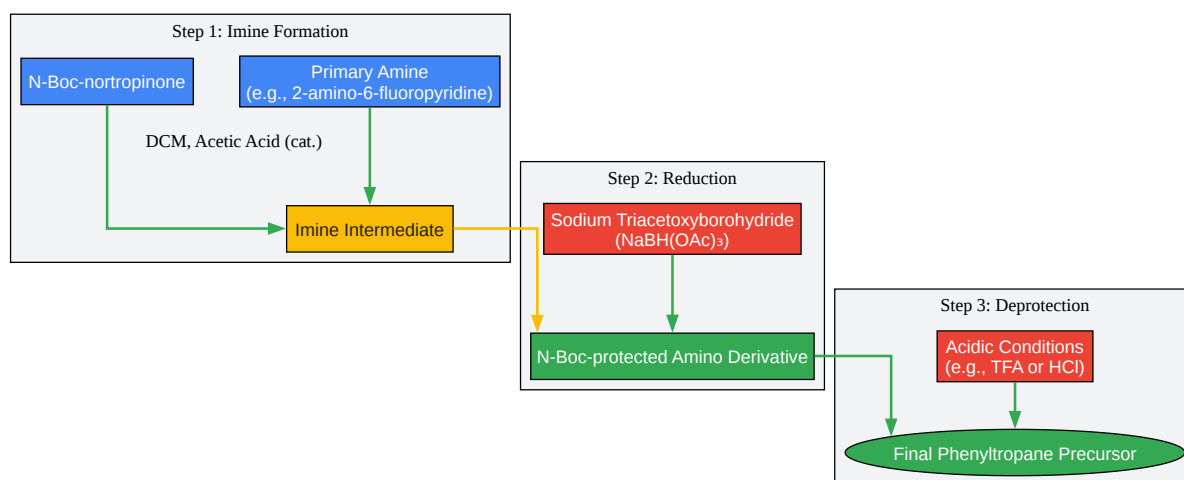 Step 1: Imine Formation
N-Boc-nortropinone
Primary Amine
(e.g., 2-amino-6-fluoropyridine)
DCM, Acetic Acid (cat.)
Imine Intermediate
Step 2: Reduction
Sodium Triacetoxyborohydride
(NaBH(OAc)₃)
N-Boc-protected Amino Derivative
Step 3: Deprotection
Acidic Conditions
(e.g., TFA or HCl)
Final Phenyltropane Precursor